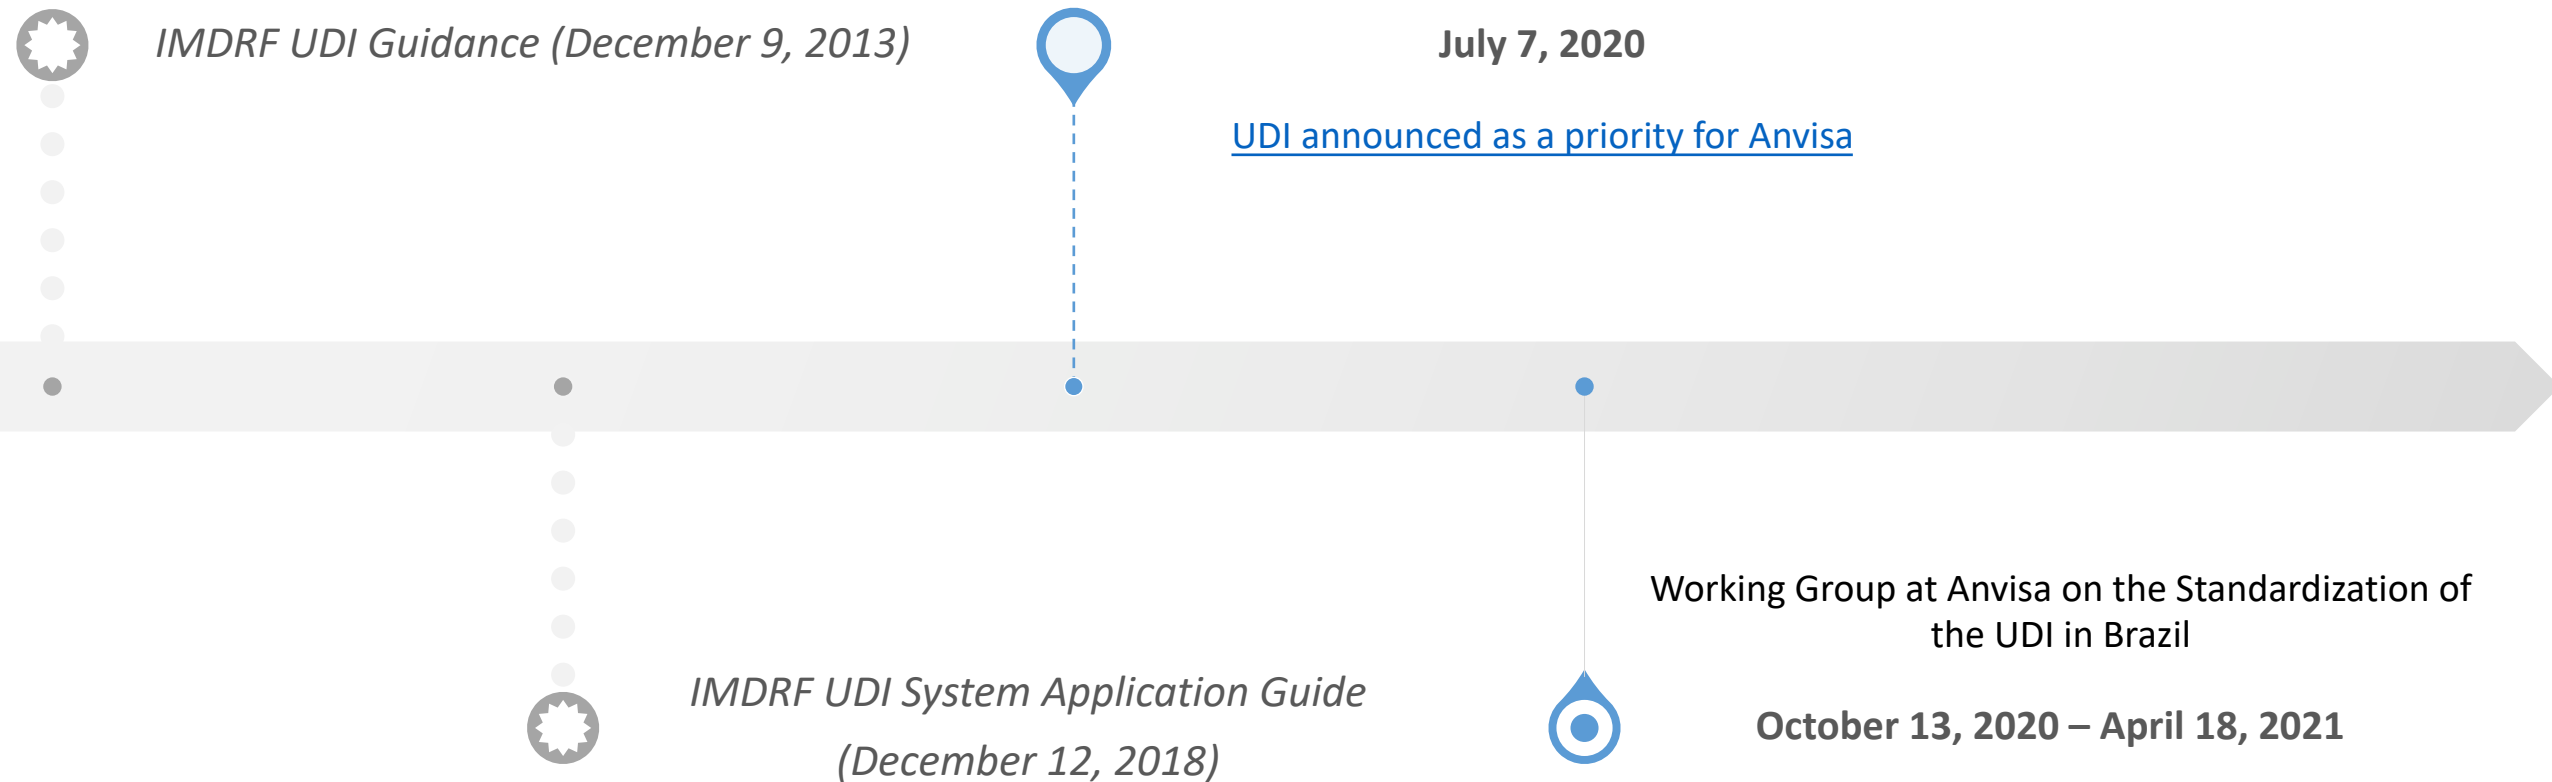 IMDRF UDI Guidance (December 9, 2013)
July 7, 2020
UDI announced as a priority for Anvisa
IMDRF UDI System Application Guide
(December 12, 2018)
Working Group at Anvisa on the Standardization of
the UDI in Brazil
October 13, 2020 – April 18, 2021